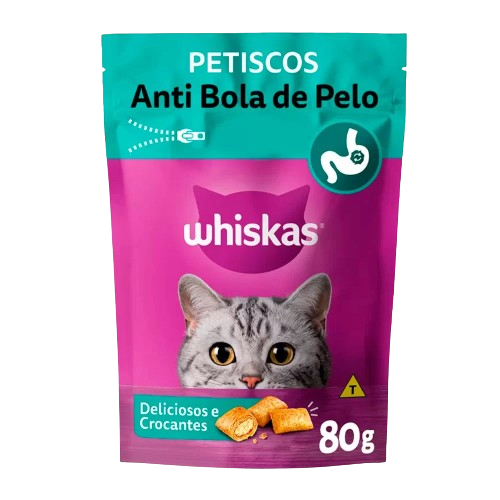 PETISCOS
Anti Bola de Pelo
whiskas®
Deliciosos e
Crocantes
T
80g